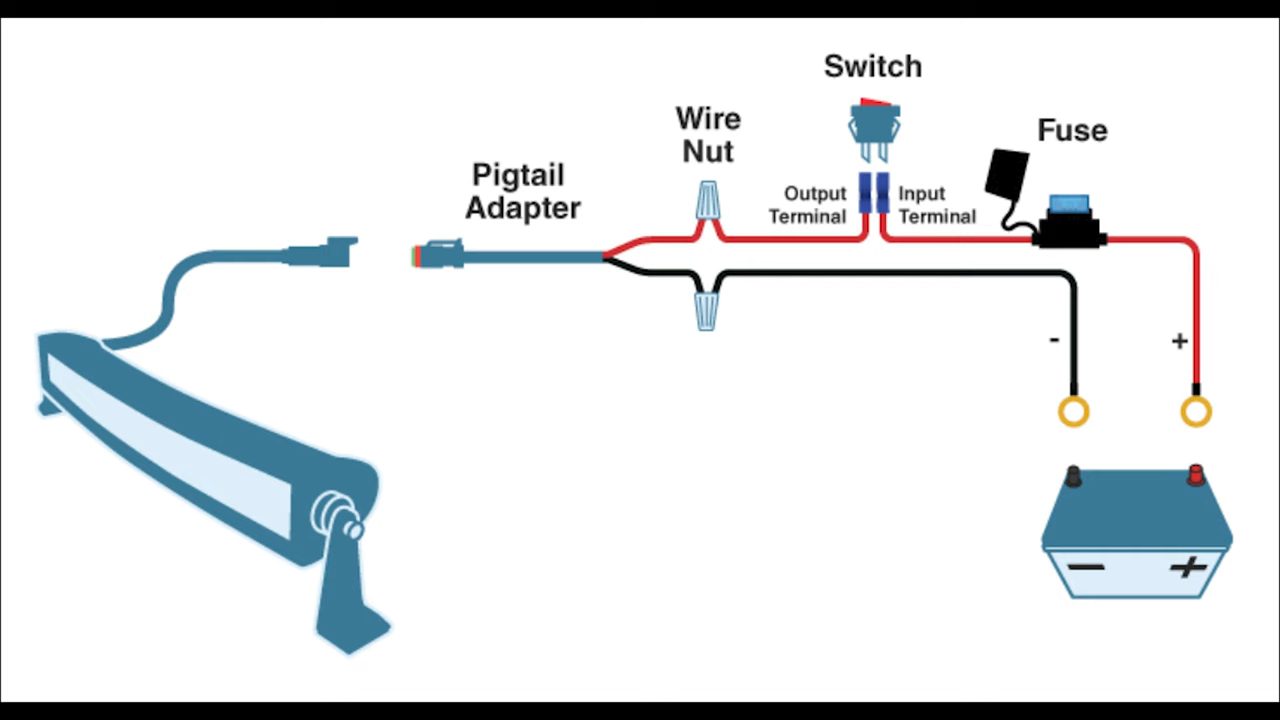 Switch
Wire
Nut
Fuse
Pigtail
Adapter
Output
Terminal
Input
Terminal
-
+
- +